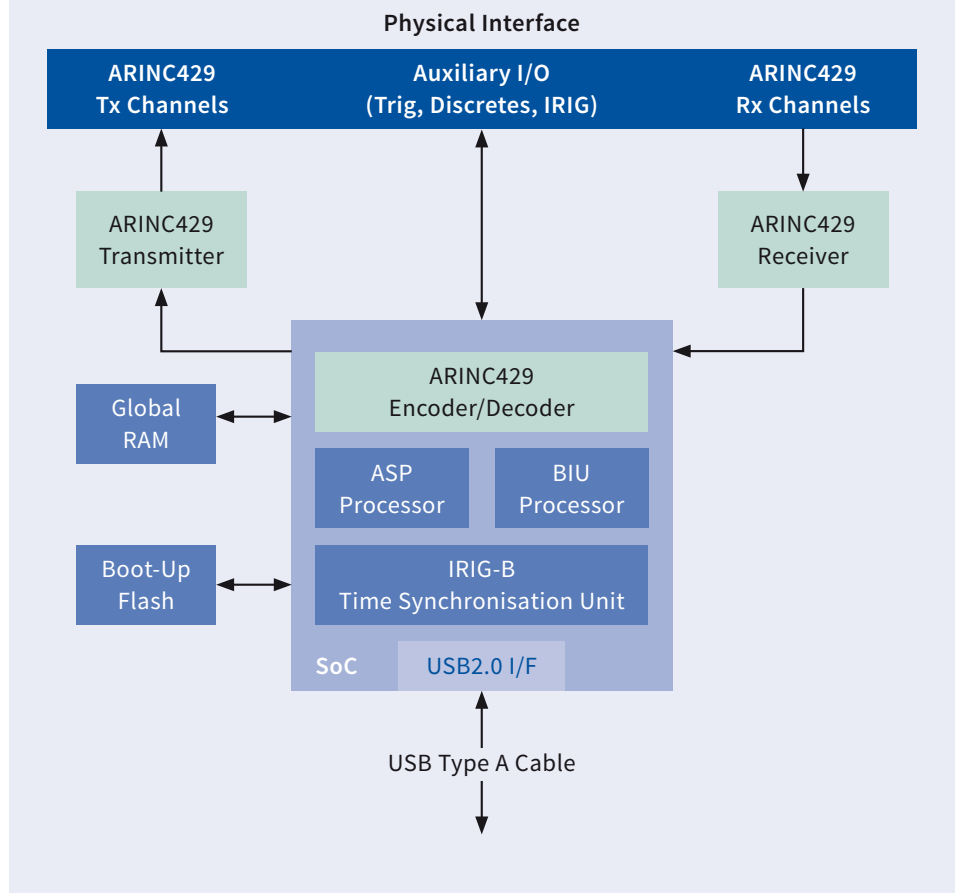 Physical Interface
ARINC429
Tx Channels
Auxiliary I/O
(Trig, Discretes, IRIG)
ARINC429
Rx Channels
ARINC429
Transmitter
ARINC429
Receiver
ARINC429
Encoder/Decoder
Global
RAM
ASP
Processor
BIU
Processor
Boot-Up
Flash
IRIG-B
Time Synchronisation Unit
SoC
USB2.0 I/F
USB Type A Cable